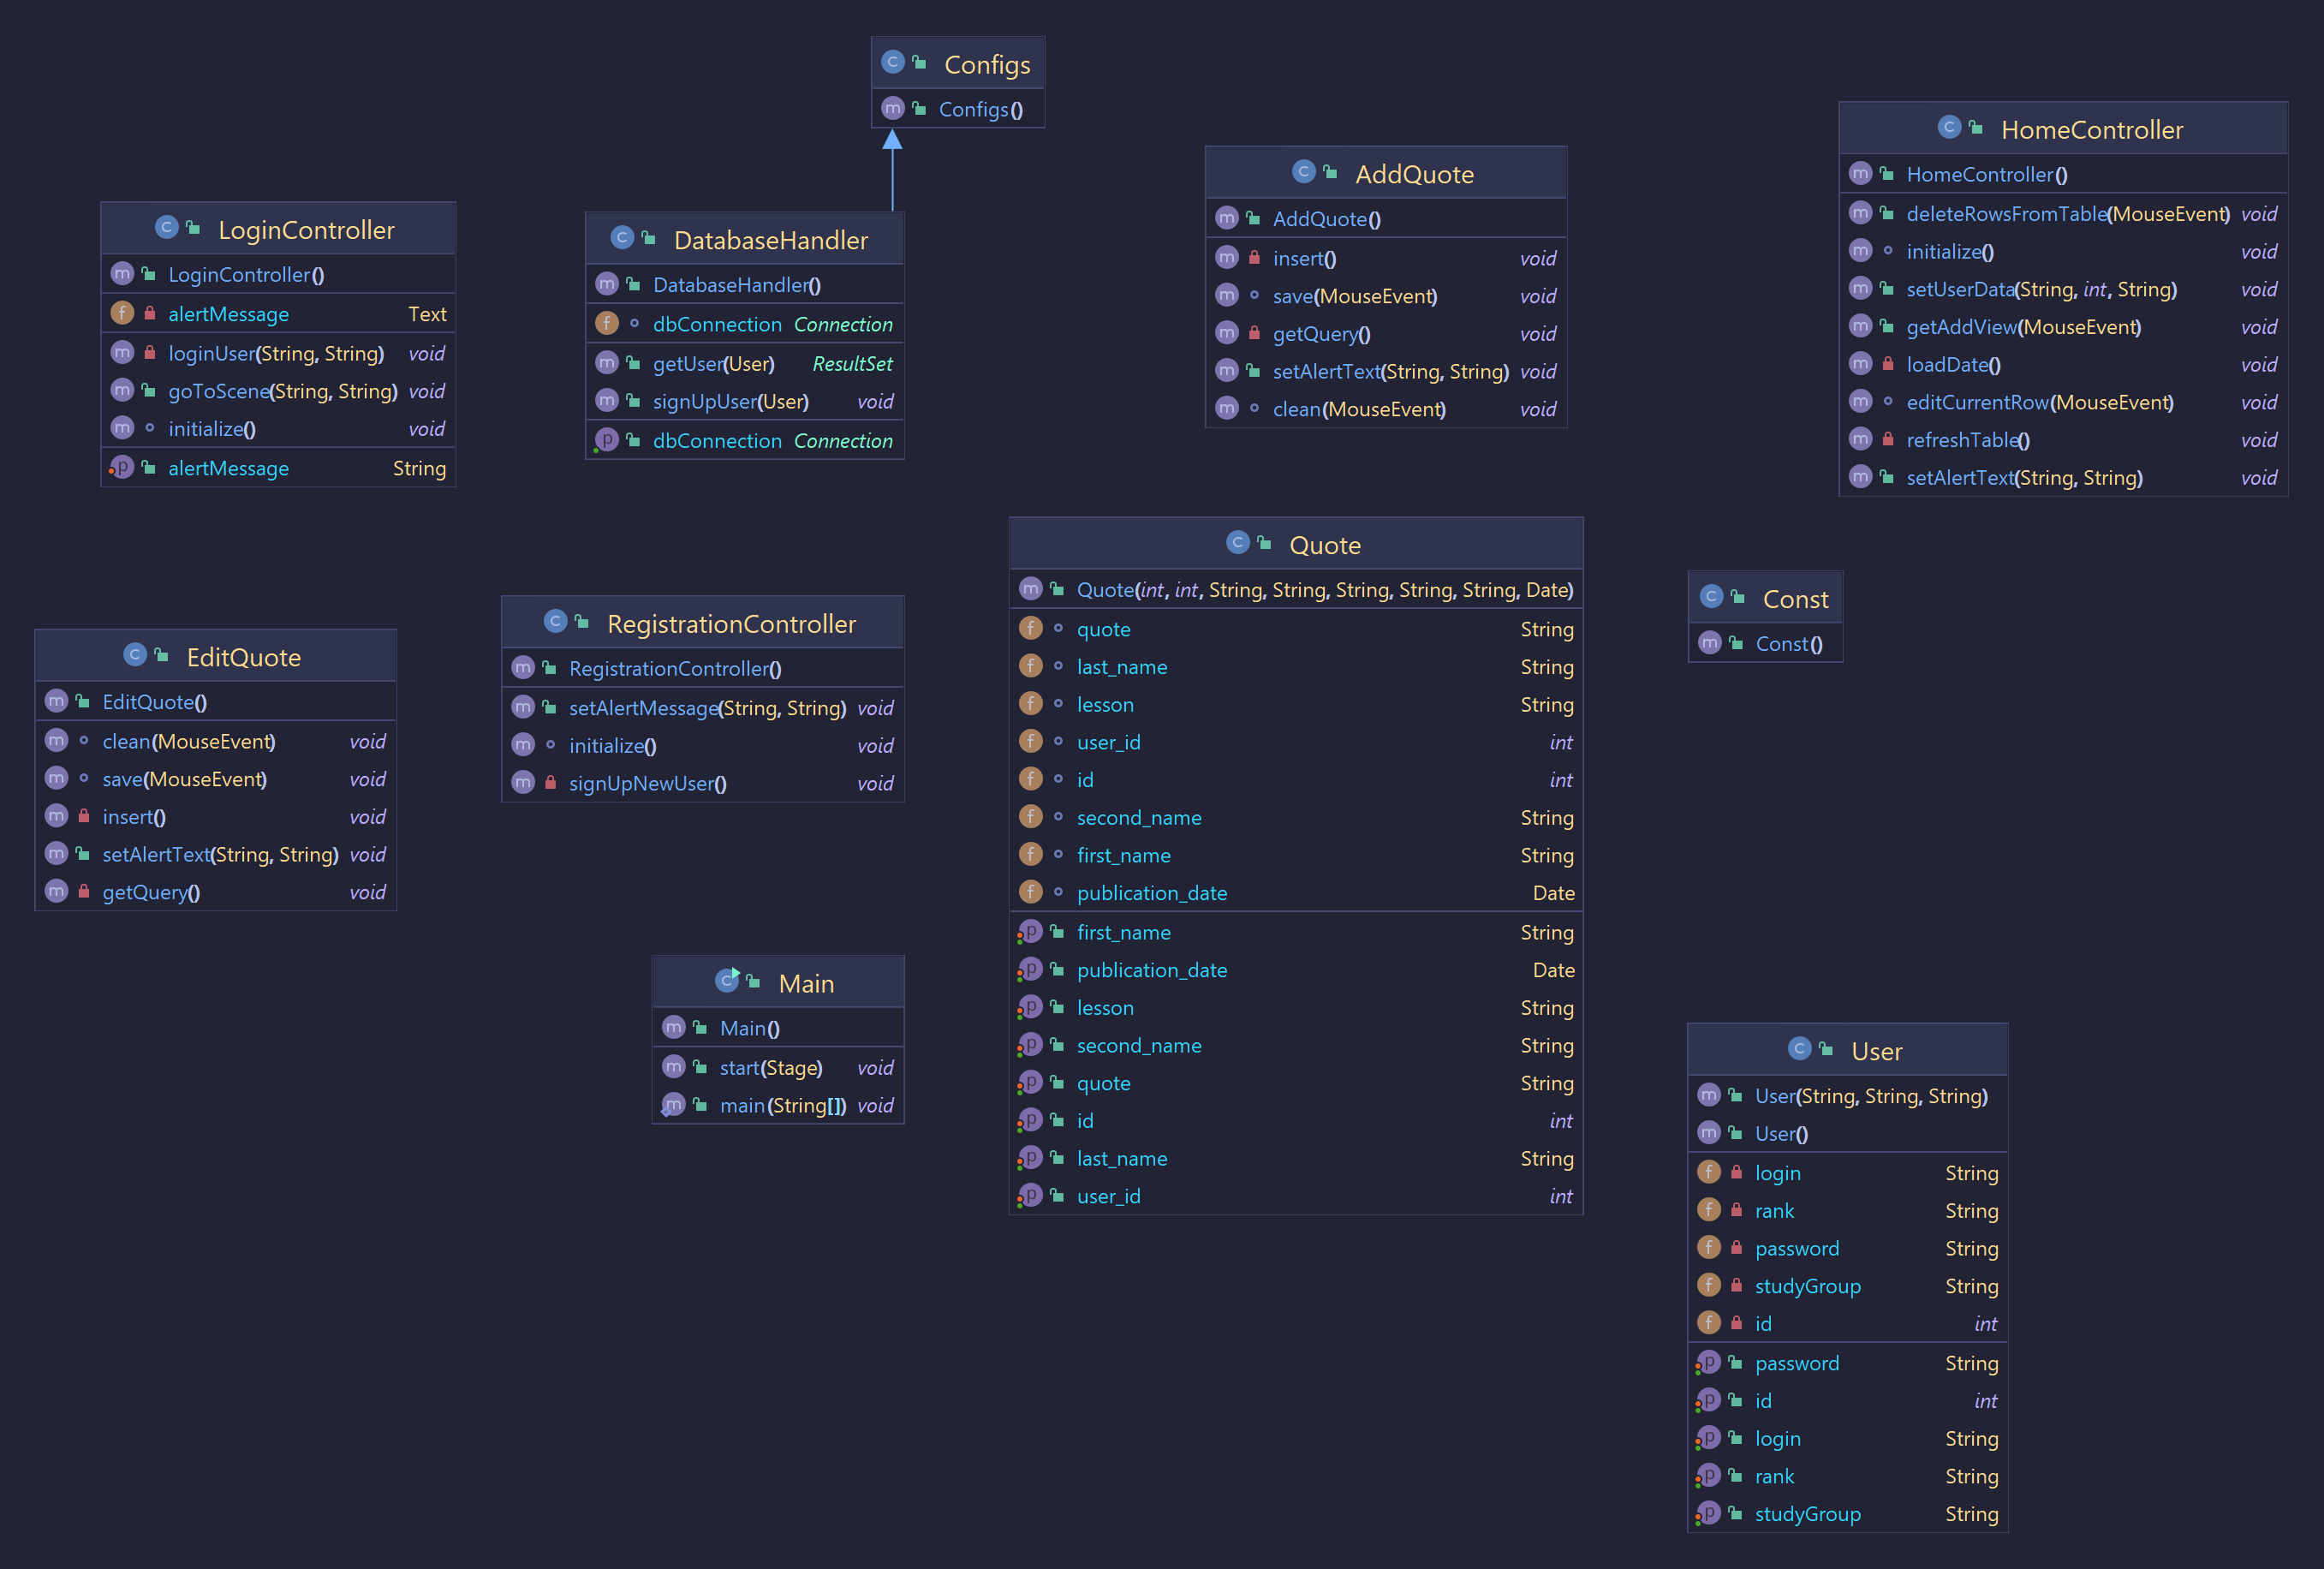 Configs
Configs()
HomeController
HomeController()
deleteRowsFromTable(MouseEvent) void
initialize() void
setUserData(String, int, String) void
getAddView(MouseEvent) void
loadDate() void
editCurrentRow(MouseEvent) void
refreshTable() void
setAlertText(String, String) void
AddQuote
AddQuote()
insert() void
save(MouseEvent) void
getQuery() void
setAlertText(String, String) void
clean(MouseEvent) void
LoginController
LoginController()
alertMessage Text
loginUser(String, String) void
goToScene(String, String) void
initialize() void
alertMessage String
DatabaseHandler
DatabaseHandler()
dbConnection Connection
getUser(User) ResultSet
signUpUser(User) void
dbConnection Connection
Quote
Quote(int, int, String, String, String, String, String, Date)
quote String
last_name String
lesson String
user_id int
id int
second_name String
first_name String
publication_date Date
first_name String
publication_date Date
lesson String
second_name String
quote String
id int
last_name String
user_id int
Const
Const()
RegistrationController
RegistrationController()
setAlertMessage(String, String) void
initialize() void
signUpNewUser() void
EditQuote
EditQuote()
clean(MouseEvent) void
save(MouseEvent) void
insert() void
setAlertText(String, String) void
getQuery() void
Main
Main()
start(Stage) void
main(String[]) void
User
User(String, String, String)
User()
login String
rank String
password String
studyGroup String
id int
password String
id int
login String
rank String
studyGroup String